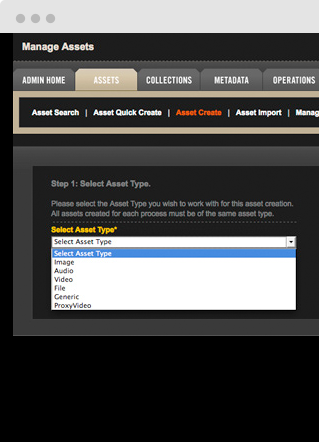 Manage Assets
ADMIN HOME ASSETS COLLECTIONS METADATA OPERATIONS
Asset Search | Asset Quick Create | Asset Create | Asset Import | Manag
Step 1: Select Asset Type.
Please select the Asset Type you wish to work with for this asset creation.
All assets created for each process must be of the same asset type.
Select Asset Type*
Select Asset Type
Select Asset Type
Image
Audio
Video
File
Generic
ProxyVideo